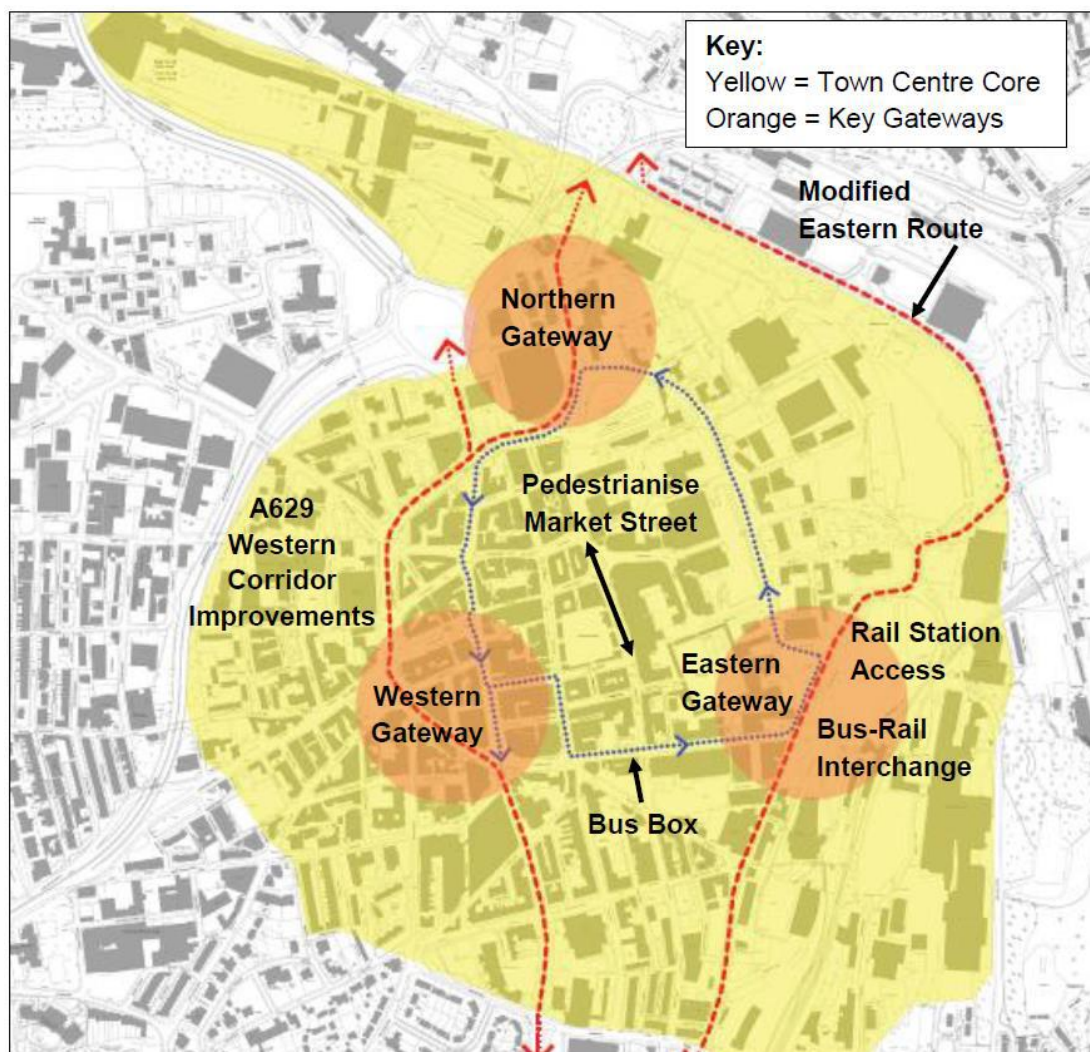 Key:
Yellow = Town Centre Core
Orange = Key Gateways
Modified
Eastern Route
Northern
Gateway
Pedestrianise
Market Street
A629
Western
Corridor
Improvements
Western
Gateway
Eastern
Gateway
Rail Station
Access
Bus-Rail
Interchange
Bus Box